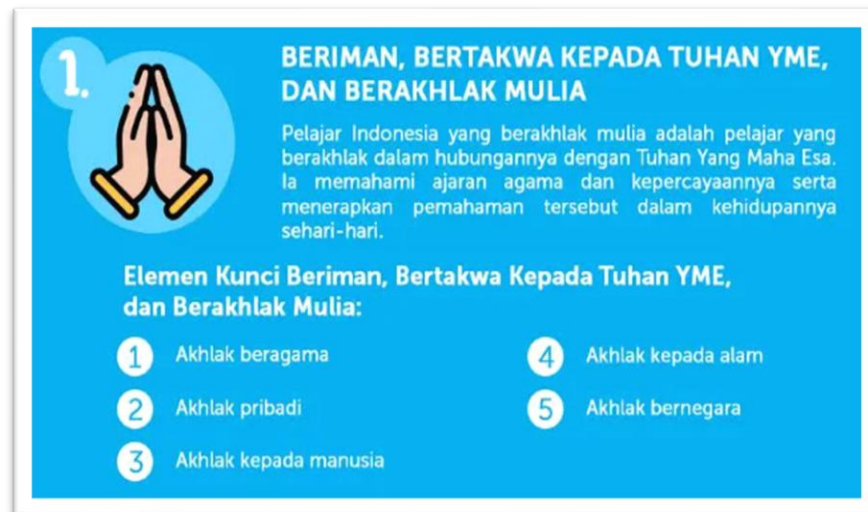 1.
BERIMAN, BERTAKWA KEPADA TUHAN YME,
DAN BERAKHLAK MULIA
Pelajar Indonesia yang berakhlak mulia adalah pelajar yang
berakhlak dalam hubungannya dengan Tuhan Yang Maha Esa.
Ia memahami ajaran agama dan kepercayaannya serta
menerapkan pemahaman tersebut dalam kehidupannya
sehari-hari.
Elemen Kunci Beriman, Bertakwa Kepada Tuhan YME,
dan Berakhlak Mulia:
1 Akhlak beragama
2 Akhlak pribadi
3 Akhlak kepada manusia
4 Akhlak kepada alam
5 Akhlak bernegara